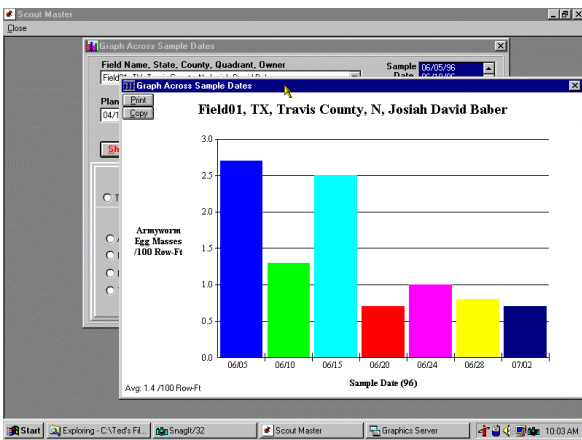 Scout Master
Close
Graph Across Sample Dates
Field Name, State, County, Quadrant, Owner
Sample 06/05/96
Date
Graph Across Sample Dates
Print
Copy
Plan
04/1
Sh
Field01, TX, Travis County, N, Josiah David Baber
3.0
2.5
2.0
1.5
1.0
0.5
0.0
Armyworm
Egg Masses
/100 Row-Ft
06/05 06/10 06/15 06/20 06/24 06/28 07/02
Sample Date (96)
Avg: 1.4 /100 Row-Ft
Start Exploring - C:\Ted's Fil... SnagIt/32 Scout Master Graphics Server 10:03 AM